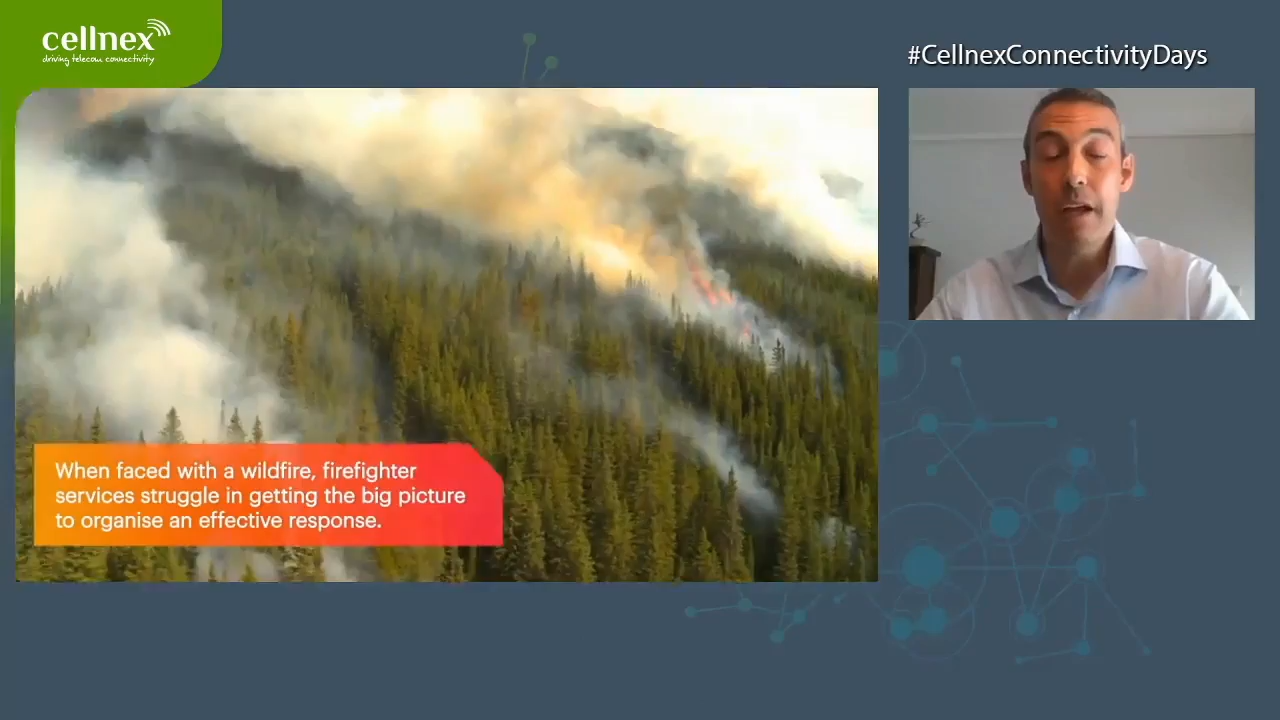 cellnex
driving telecom connectivity
#CellnexConnectivityDays
When faced with a wildfire, firefighter
services struggle in getting the big picture
to organise an effective response.